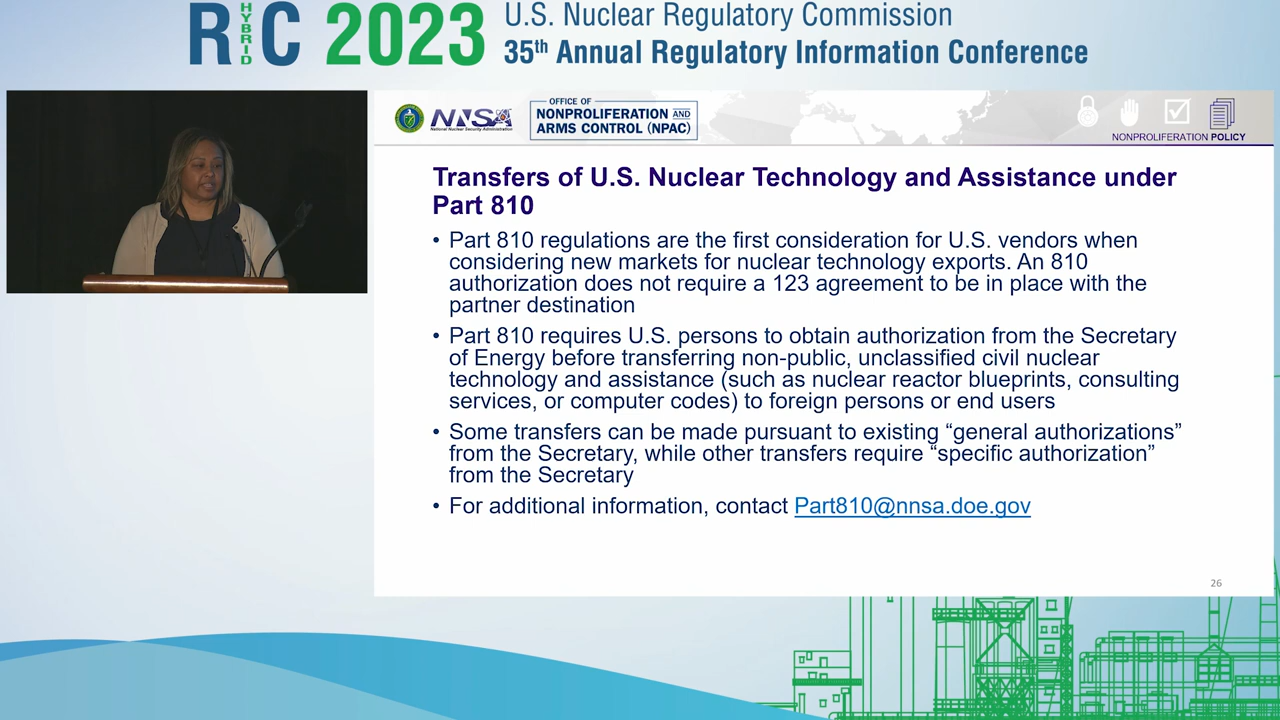 RIC HYBRID 2023
U.S. Nuclear Regulatory Commission
35th Annual Regulatory Information Conference
NNSA
National Nuclear Security Administration
OFFICE OF
NONPROLIFERATION AND
ARMS CONTROL (NPAC)
NONPROLIFERATION POLICY
Transfers of U.S. Nuclear Technology and Assistance under
Part 810
• Part 810 regulations are the first consideration for U.S. vendors when
considering new markets for nuclear technology exports. An 810
authorization does not require a 123 agreement to be in place with the
partner destination
• Part 810 requires U.S. persons to obtain authorization from the Secretary
of Energy before transferring non-public, unclassified civil nuclear
technology and assistance (such as nuclear reactor blueprints, consulting
services, or computer codes) to foreign persons or end users
• Some transfers can be made pursuant to existing “general authorizations”
from the Secretary, while other transfers require “specific authorization”
from the Secretary
• For additional information, contact Part810@nnsa.doe.gov
26